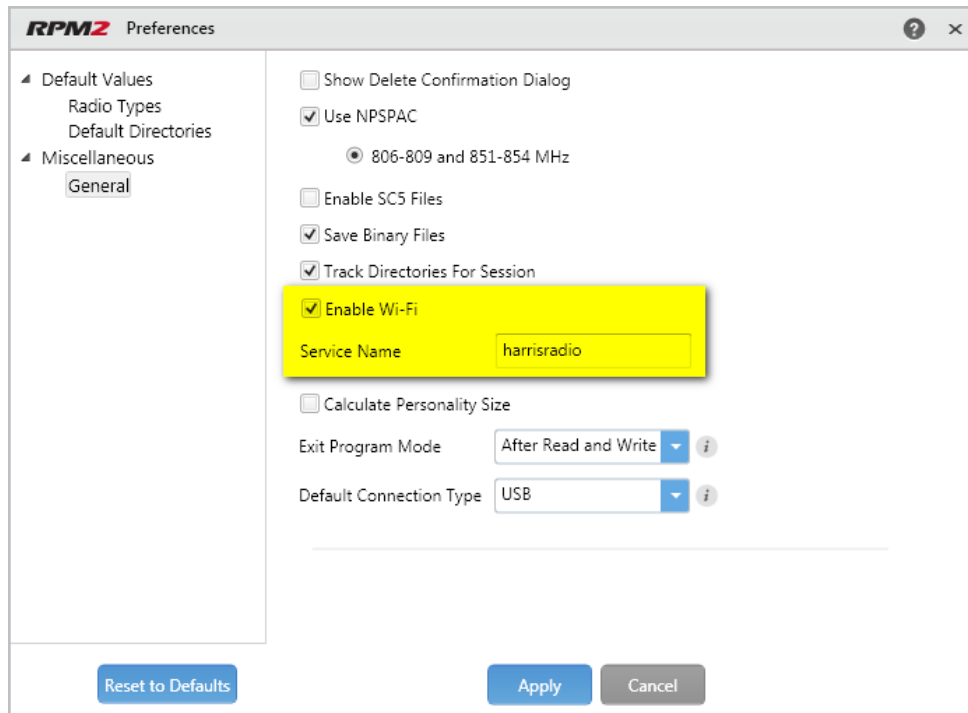 RPM2 Preferences
Default Values
Radio Types
Default Directories
Miscellaneous
General
Show Delete Confirmation Dialog
Use NPSPAC
806-809 and 851-854 MHz
Enable SC5 Files
Save Binary Files
Track Directories For Session
Enable Wi-Fi
Service Name harrisradio
Calculate Personality Size
Exit Program Mode After Read and Write
Default Connection Type USB
Reset to Defaults Apply Cancel